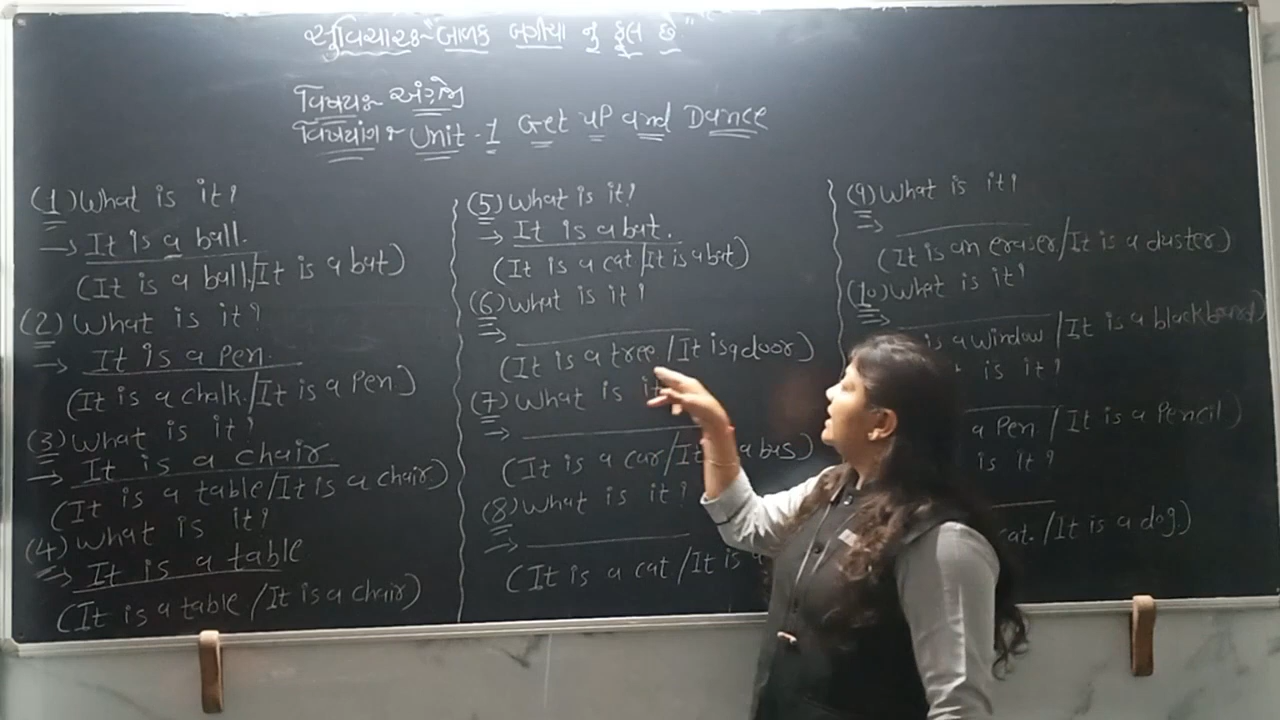 સુવિચારઃ- "બાળક બગીચા નું ફૂલ છે"
વિષયઃ- અંગ્રેજી
વિષયાંગઃ- Unit-1 Get up and Dance
(1) What is it?
→ It is a ball.
(It is a ball./It is a bat)
(2) What is it?
→ It is a Pen.
(It is a chalk./It is a Pen.)
(3) What is it?
→ It is a chair
(It is a table/It is a chair.)
(4) What is it?
→ It is a table
(It is a table /It is a chair)
(5) What is it?
→ It is a bat.
(It is a cat/It is a bat)
(6) What is it?
→
(It is a tree/It is a door)
(7) What is it
→
(It is a car/It a bus)
(8) What is it?
→
(It is a cat/It is
(9) What is it?
→
(It is an eraser/It is a duster)
(10) What is it?
is a window/It is a blackboard)
is it?
a Pen/It is a Pencil)
is it?
cat./It is a dog.)